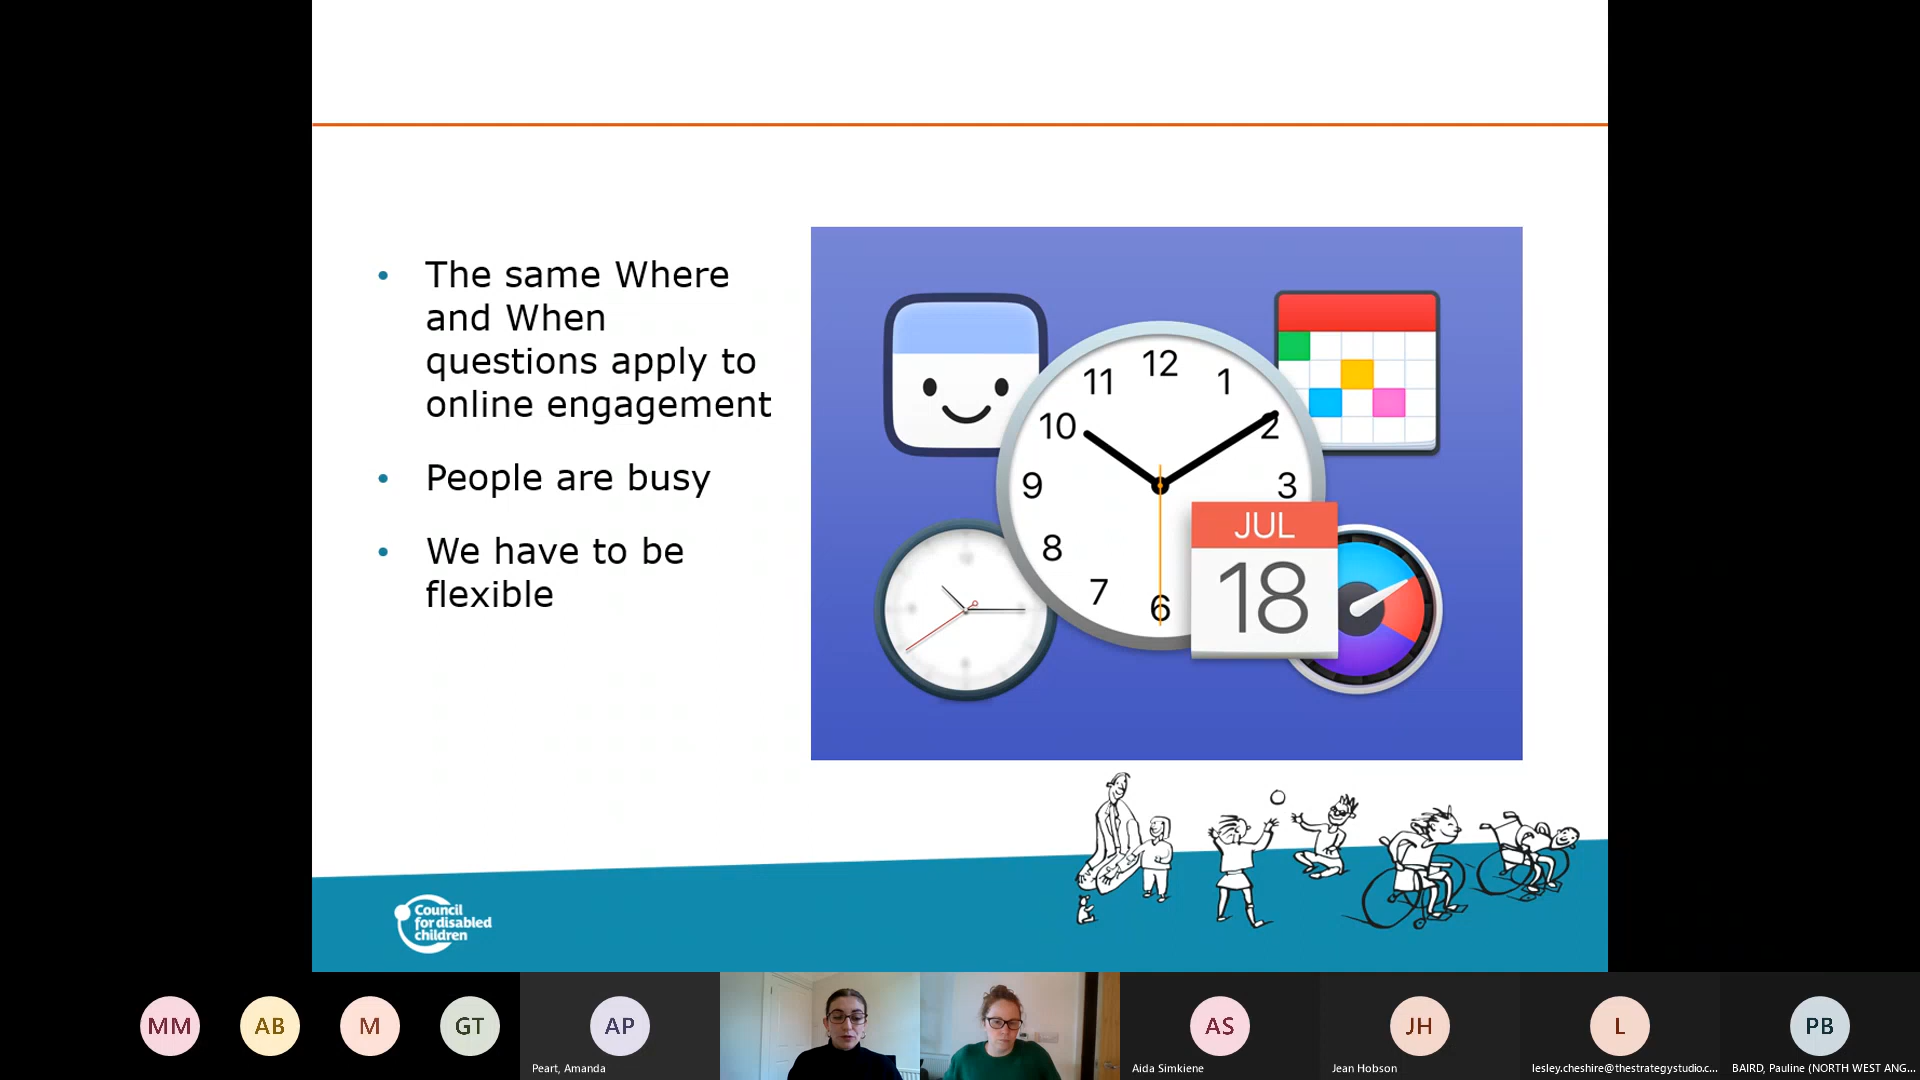 The same Where
and When
questions apply to
online engagement
People are busy
We have to be
flexible
12
11
1
10
2
9
3
8
7
6
JUL
18
Council
for disabled
children
MM
AB
M
GT
AP
AS
JH
L
PB
Peart, Amanda
Aida Simkiene
Jean Hobson
lesley.cheshire@thestrategystudio.c...
BAIRD, Pauline (NORTH WEST ANG...